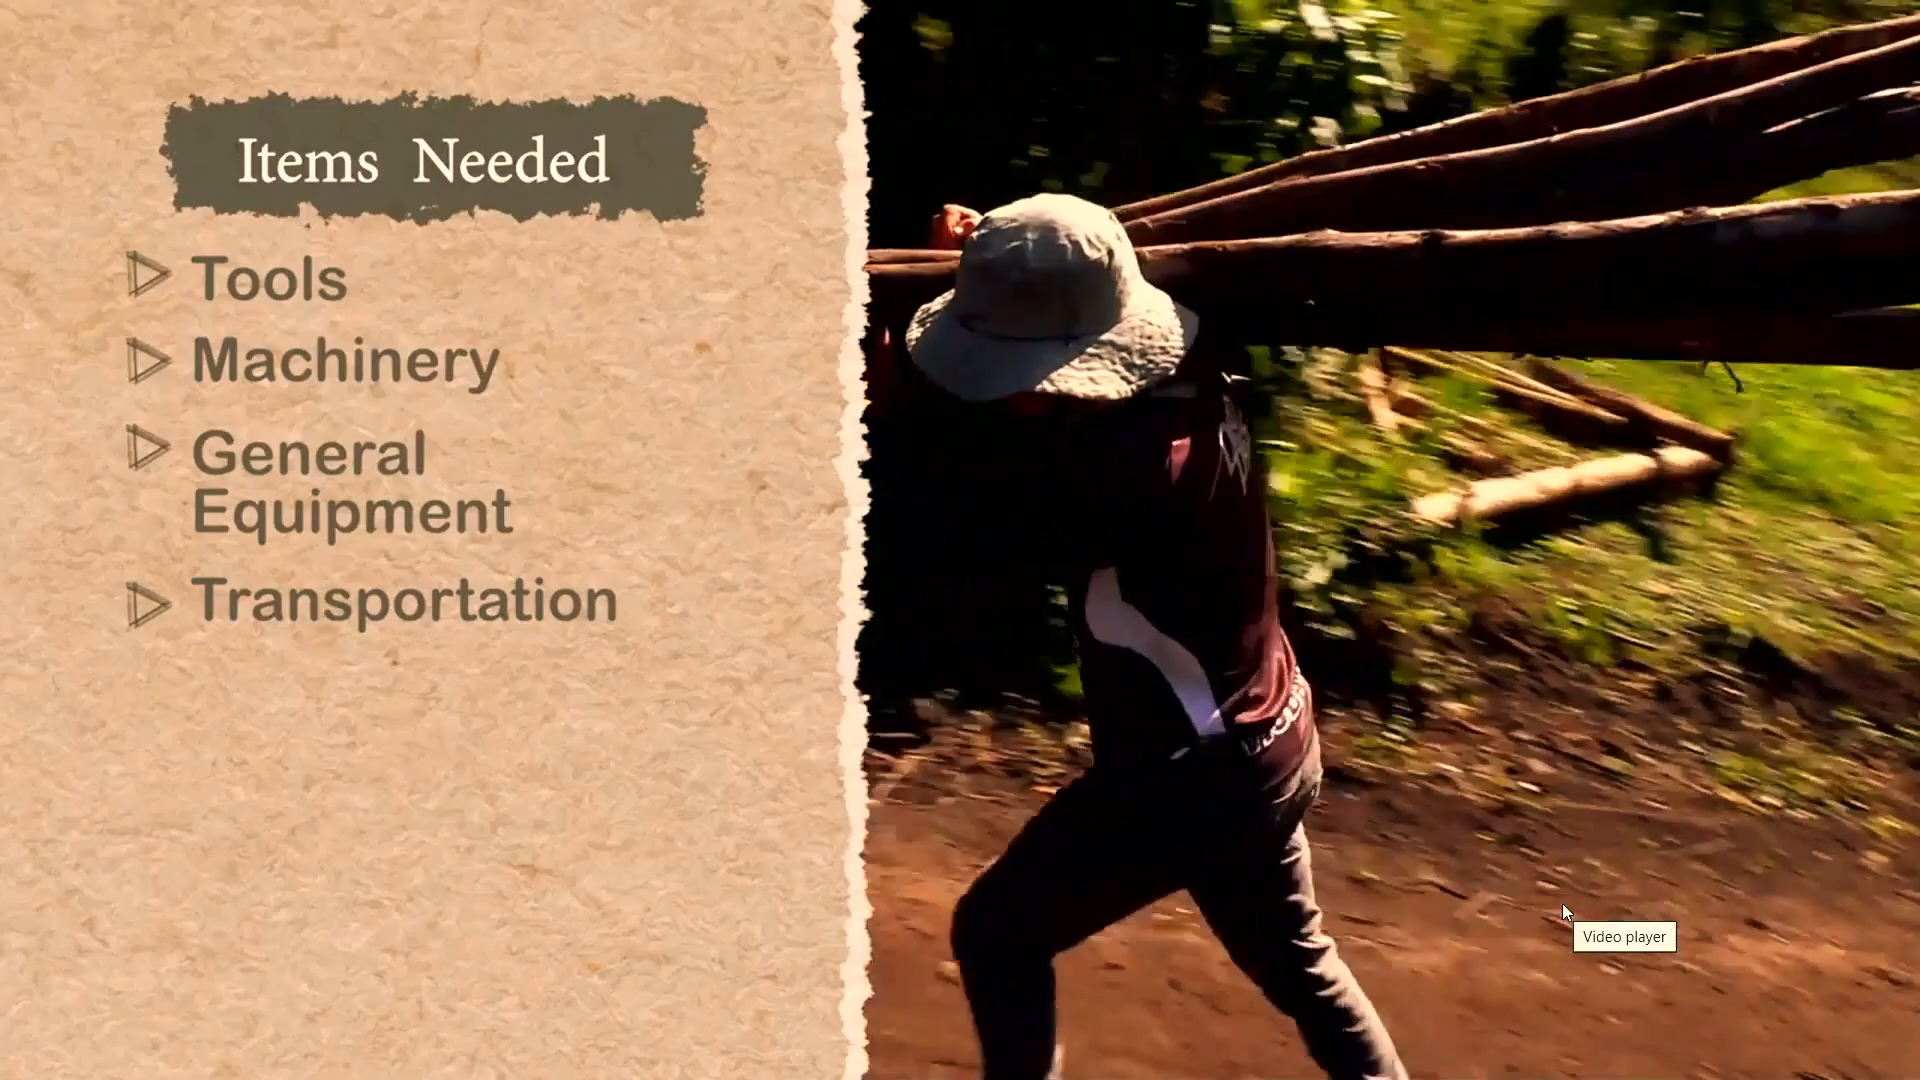 Items Needed
Tools
Machinery
General
Equipment
Transportation
Video player